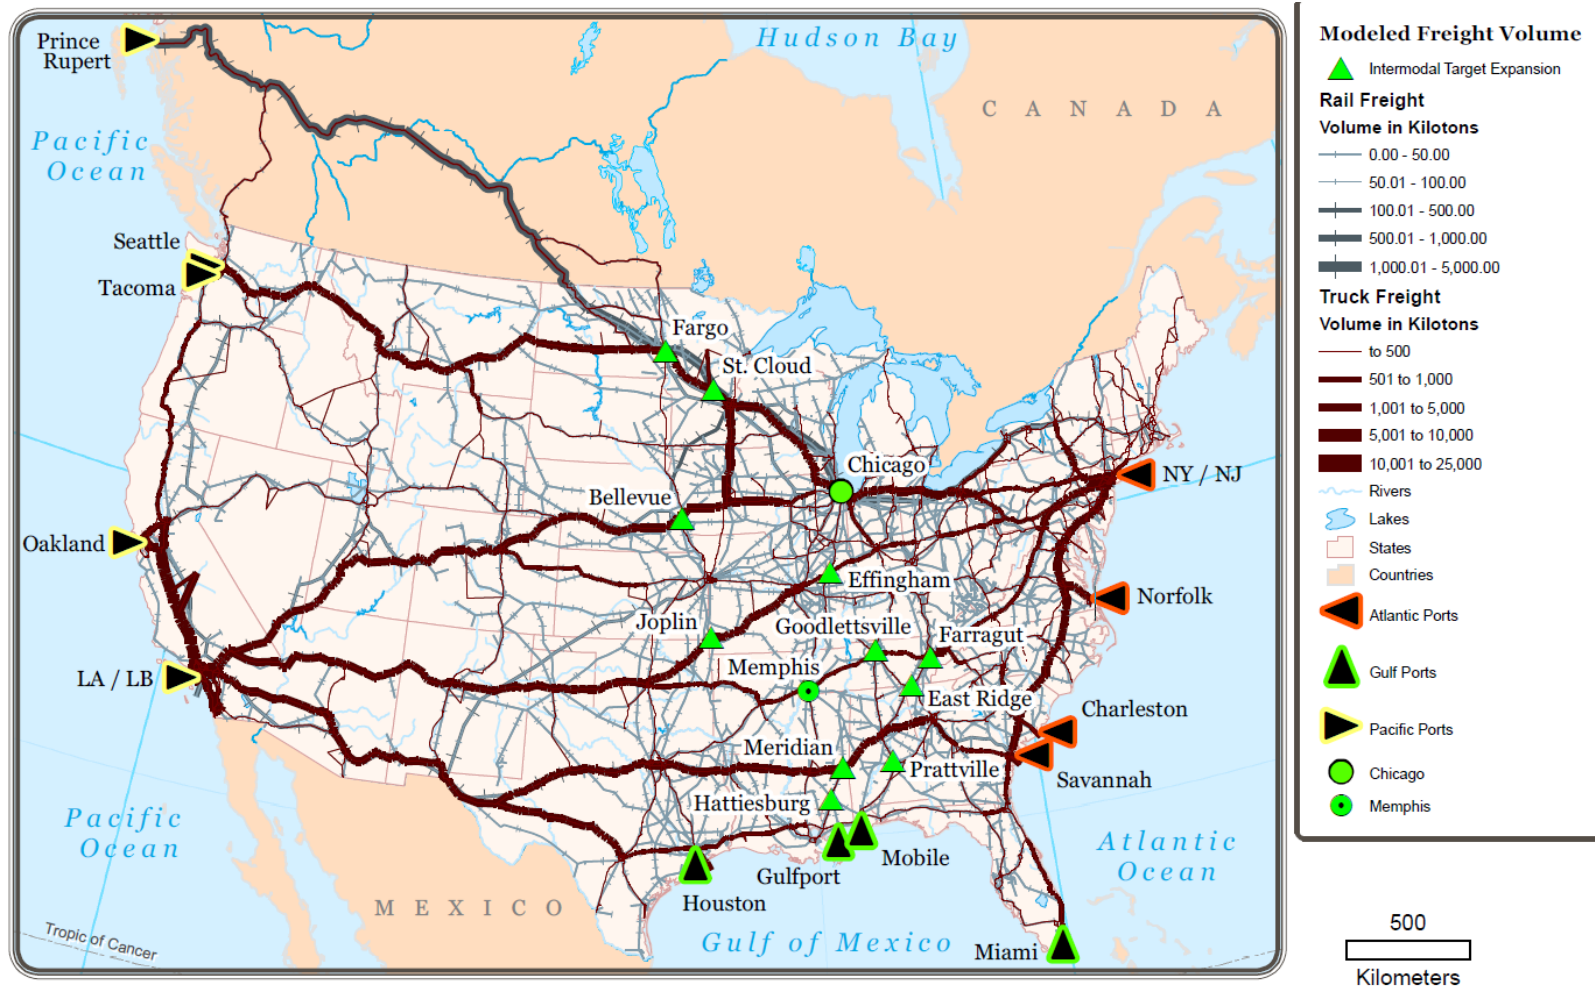 Prince
Rupert
Hudson Bay
C A N A D A
Pacific
Ocean
Seattle
Tacoma
Fargo
St. Cloud
Chicago
NY / NJ
Bellevue
Oakland
Effingham
Norfolk
Joplin
Goodlettsville
Farragut
Memphis
LA / LB
East Ridge
Charleston
Meridian
Prattville
Savannah
Hattiesburg
Pacific
Ocean
Atlantic
Ocean
Mobile
Gulfport
Houston
M E X I C O
Gulf of Mexico
Miami
Tropic of Cancer
Modeled Freight Volume
Intermodal Target Expansion
Rail Freight
Volume in Kilotons
0.00 - 50.00
50.01 - 100.00
100.01 - 500.00
500.01 - 1,000.00
1,000.01 - 5,000.00
Truck Freight
Volume in Kilotons
to 500
501 to 1,000
1,001 to 5,000
5,001 to 10,000
10,001 to 25,000
Rivers
Lakes
States
Countries
Atlantic Ports
Gulf Ports
Pacific Ports
Chicago
Memphis
500
Kilometers